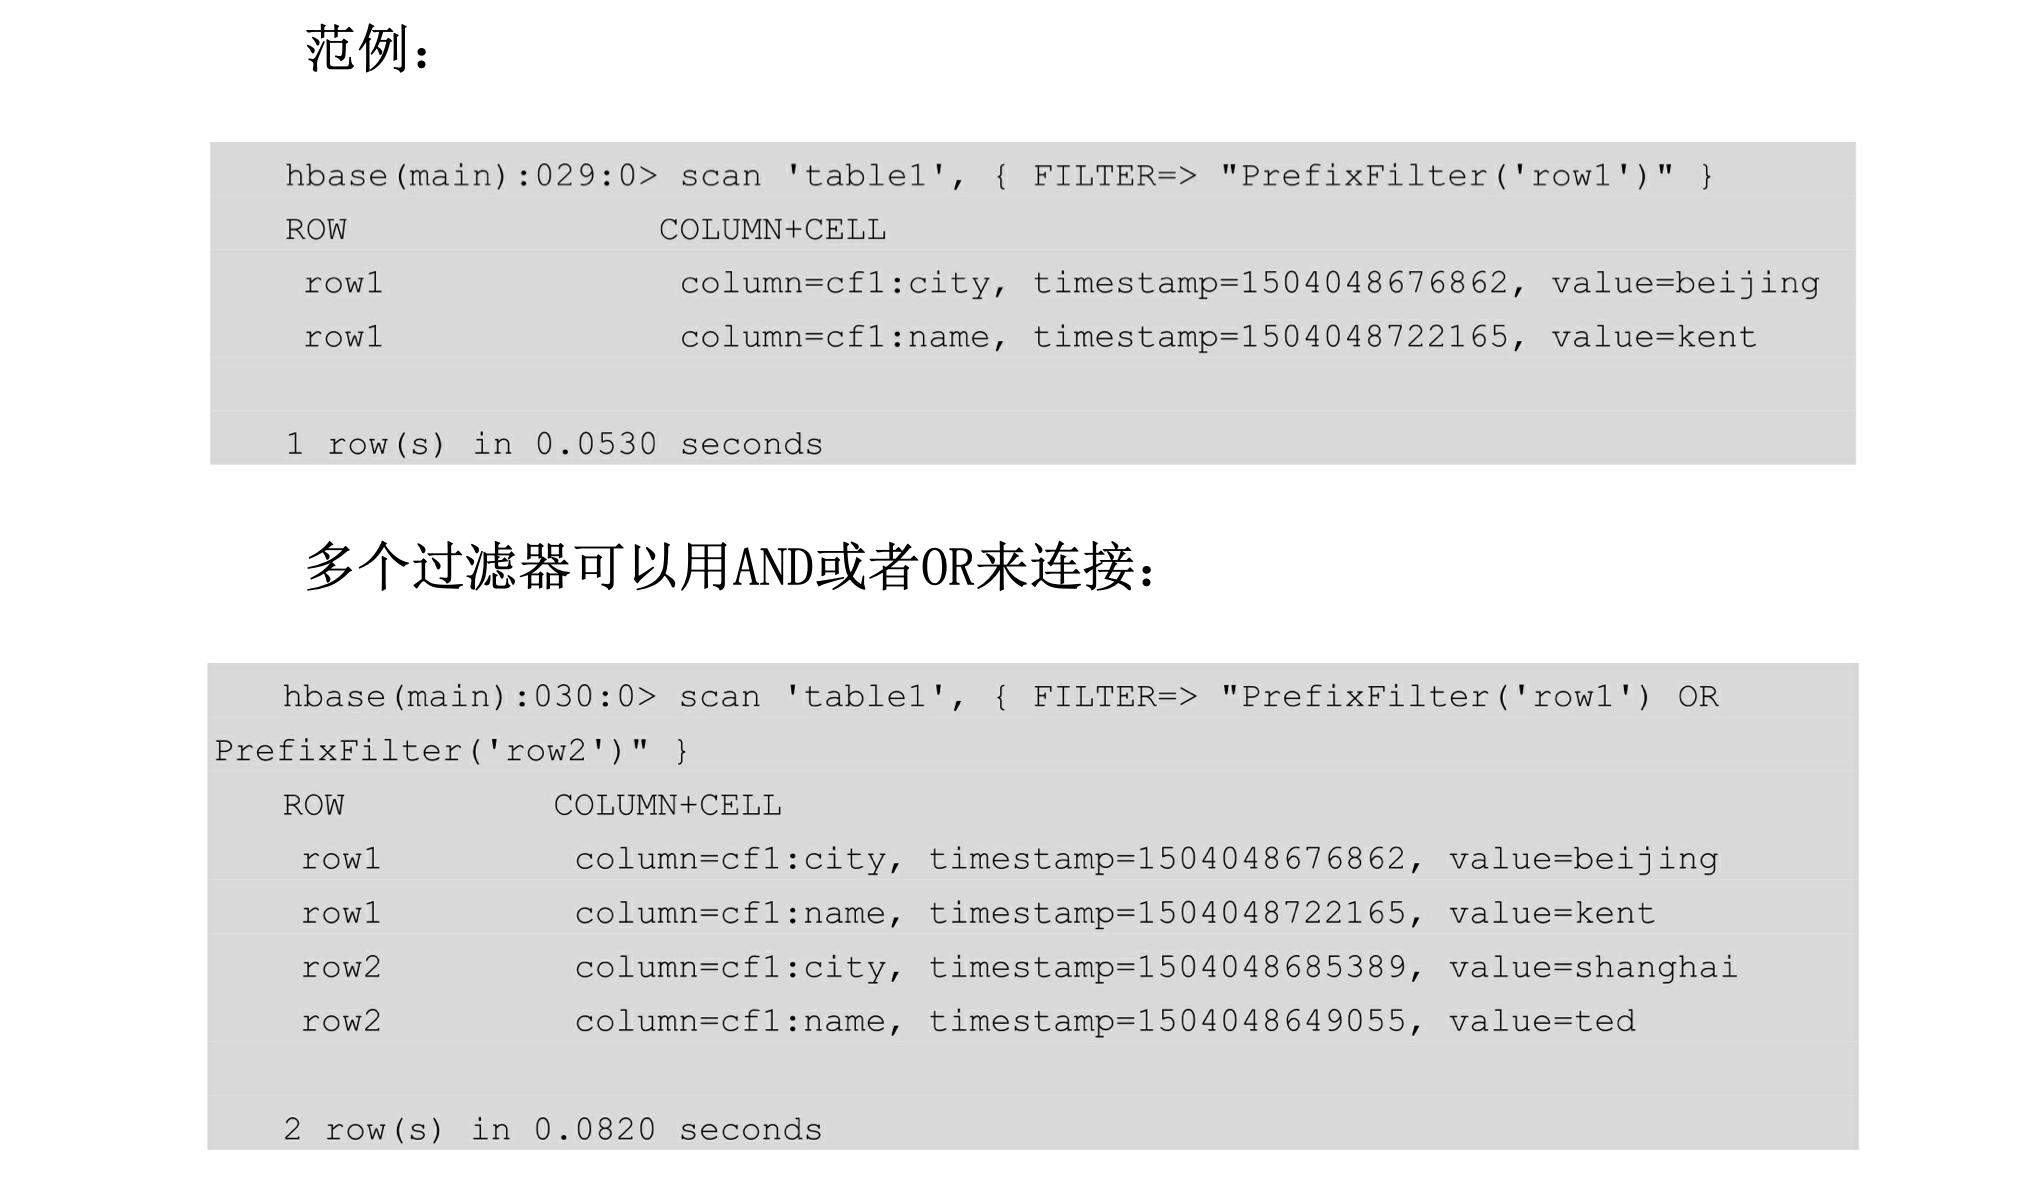 范例：
hbase(main):029:0> scan 'table1', { FILTER=> "PrefixFilter('row1')" }
ROW COLUMN+CELL
row1 column=cf1:city, timestamp=1504048676862, value=beijing
row1 column=cf1:name, timestamp=1504048722165, value=kent
1 row(s) in 0.0530 seconds
多个过滤器可以用AND或者OR来连接：
hbase(main):030:0> scan 'table1', { FILTER=> "PrefixFilter('row1') OR
PrefixFilter('row2')" }
ROW COLUMN+CELL
row1 column=cf1:city, timestamp=1504048676862, value=beijing
row1 column=cf1:name, timestamp=1504048722165, value=kent
row2 column=cf1:city, timestamp=1504048685389, value=shanghai
row2 column=cf1:name, timestamp=1504048649055, value=ted
2 row(s) in 0.0820 seconds